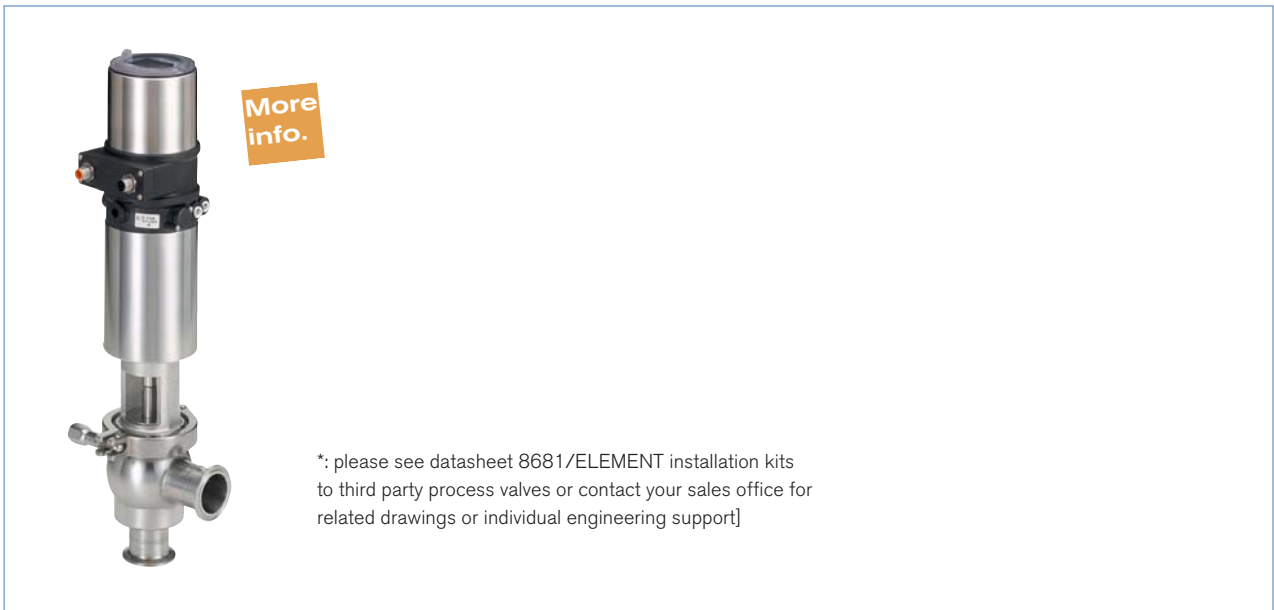 More
info.
*: please see datasheet 8681/ELEMENT installation kits
to third party process valves or contact your sales office for
related drawings or individual engineering support]